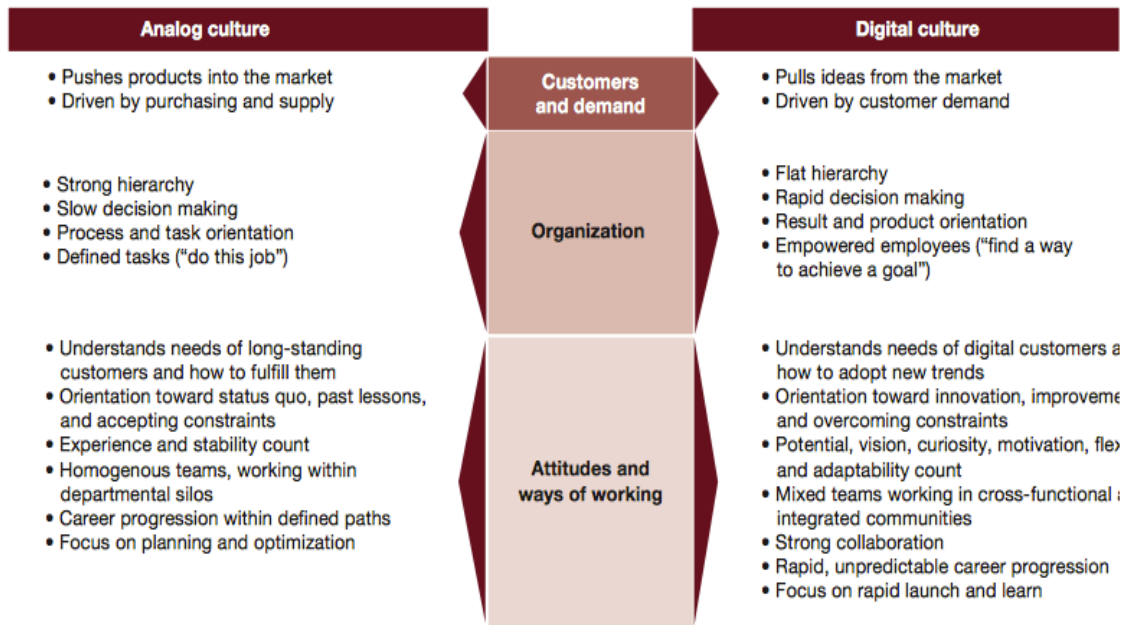 Analog culture
Digital culture
• Pushes products into the market
• Driven by purchasing and supply
Customers
and demand
• Pulls ideas from the market
• Driven by customer demand
• Strong hierarchy
• Slow decision making
• Process and task orientation
• Defined tasks (“do this job”)
Organization
• Flat hierarchy
• Rapid decision making
• Result and product orientation
• Empowered employees (“find a way
to achieve a goal”)
• Understands needs of long-standing
customers and how to fulfill them
• Orientation toward status quo, past lessons,
and accepting constraints
• Experience and stability count
• Homogenous teams, working within
departmental silos
• Career progression within defined paths
• Focus on planning and optimization
Attitudes and
ways of working
• Understands needs of digital customers
how to adopt new trends
• Orientation toward innovation,
and overcoming constraints
• Potential, vision, curiosity, motivation,
and adaptability count
• Mixed teams working in cross-functional
integrated communities
• Strong collaboration
• Rapid, unpredictable career progression
• Focus on rapid launch and learn